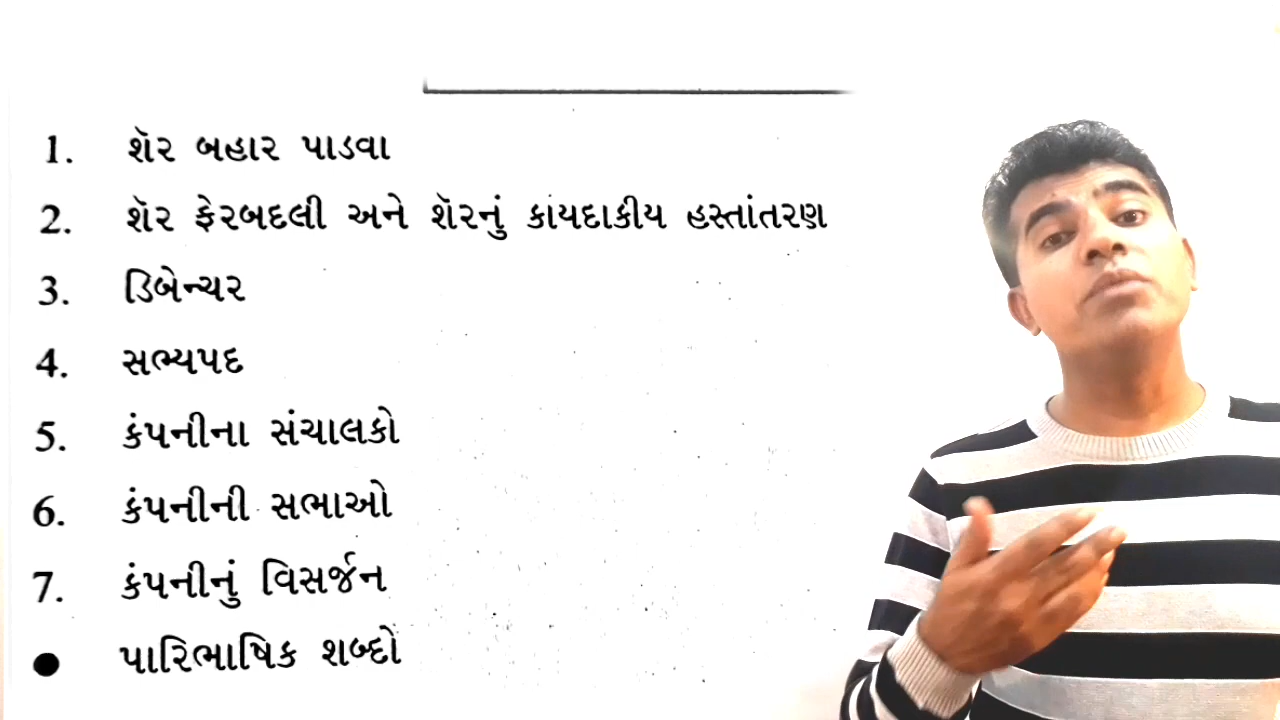 1. શૅર બહાર પાડવા
2. શૅર ફેરબદલી અને શૅરનું કાયદાકીય હસ્તાંતરણ
3. ડિબેન્ચર
4. સભ્યપદ
5. કંપનીના સંચાલકો
6. કંપનીની સભાઓ
7. કંપનીનું વિસર્જન
● પારિભાષિક શબ્દો